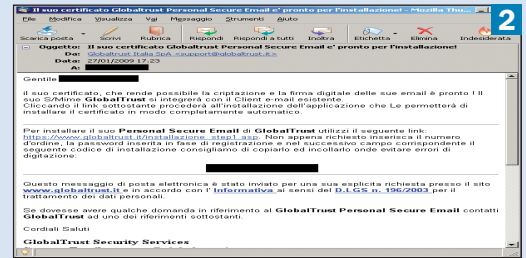 Il suo certificato Globaltrust Personal Secure Email e' pronto per l'installazione! - Mozilla Thu...
2
File Modifica Visualizza Vai Messaggio Strumenti Aiuto
Scarica posta Scrivi Rubrica Rispondi Rispondi a tutti Inoltra Etichetta Elimina Indesiderata
Oggetto: Il suo certificato Globaltrust Personal Secure Email e' pronto per l'installazione!
Da: Globaltrust Italia SpA <support@globaltrust.it>
Data: 27/01/2009 17.23
A:
Gentile
il suo certificato, che rende possibile la criptazione e la firma digitale delle sue email è pronto ! Il
suo S/Mime GlobalTrust si integrerà con il Client e-mail esistente.
Cliccando il link sottostante procederà all'installazione dell'applicazione che Le permetterà di
installare il certificato in modo completamente automatico.
Per installare il suo Personal Secure Email di GlobalTrust utilizzi il seguente link:
https://www.globaltrust.it/installazione_step1.asp. Non appena richiesto inserisca il numero
d'ordine, la password inserita in fase di registrazione e nel successivo campo corrispondente il
seguente codice di installazione consigliamo di copiarlo ed incollarlo onde evitare errori di
digitazione:
Questo messaggio di posta elettronica è stato inviato per una sua esplicita richiesta presso il sito
www.globaltrust.it e in accordo con l' Informativa ai sensi del D.LGS n. 196/2003 per il
trattamento dei dati personali.
Se dovesse avere qualche domanda in riferimento al GlobalTrust Personal Secure Email contatti
GlobalTrust ad uno dei riferimenti sottostanti.
Cordiali Saluti
GlobalTrust Security Services